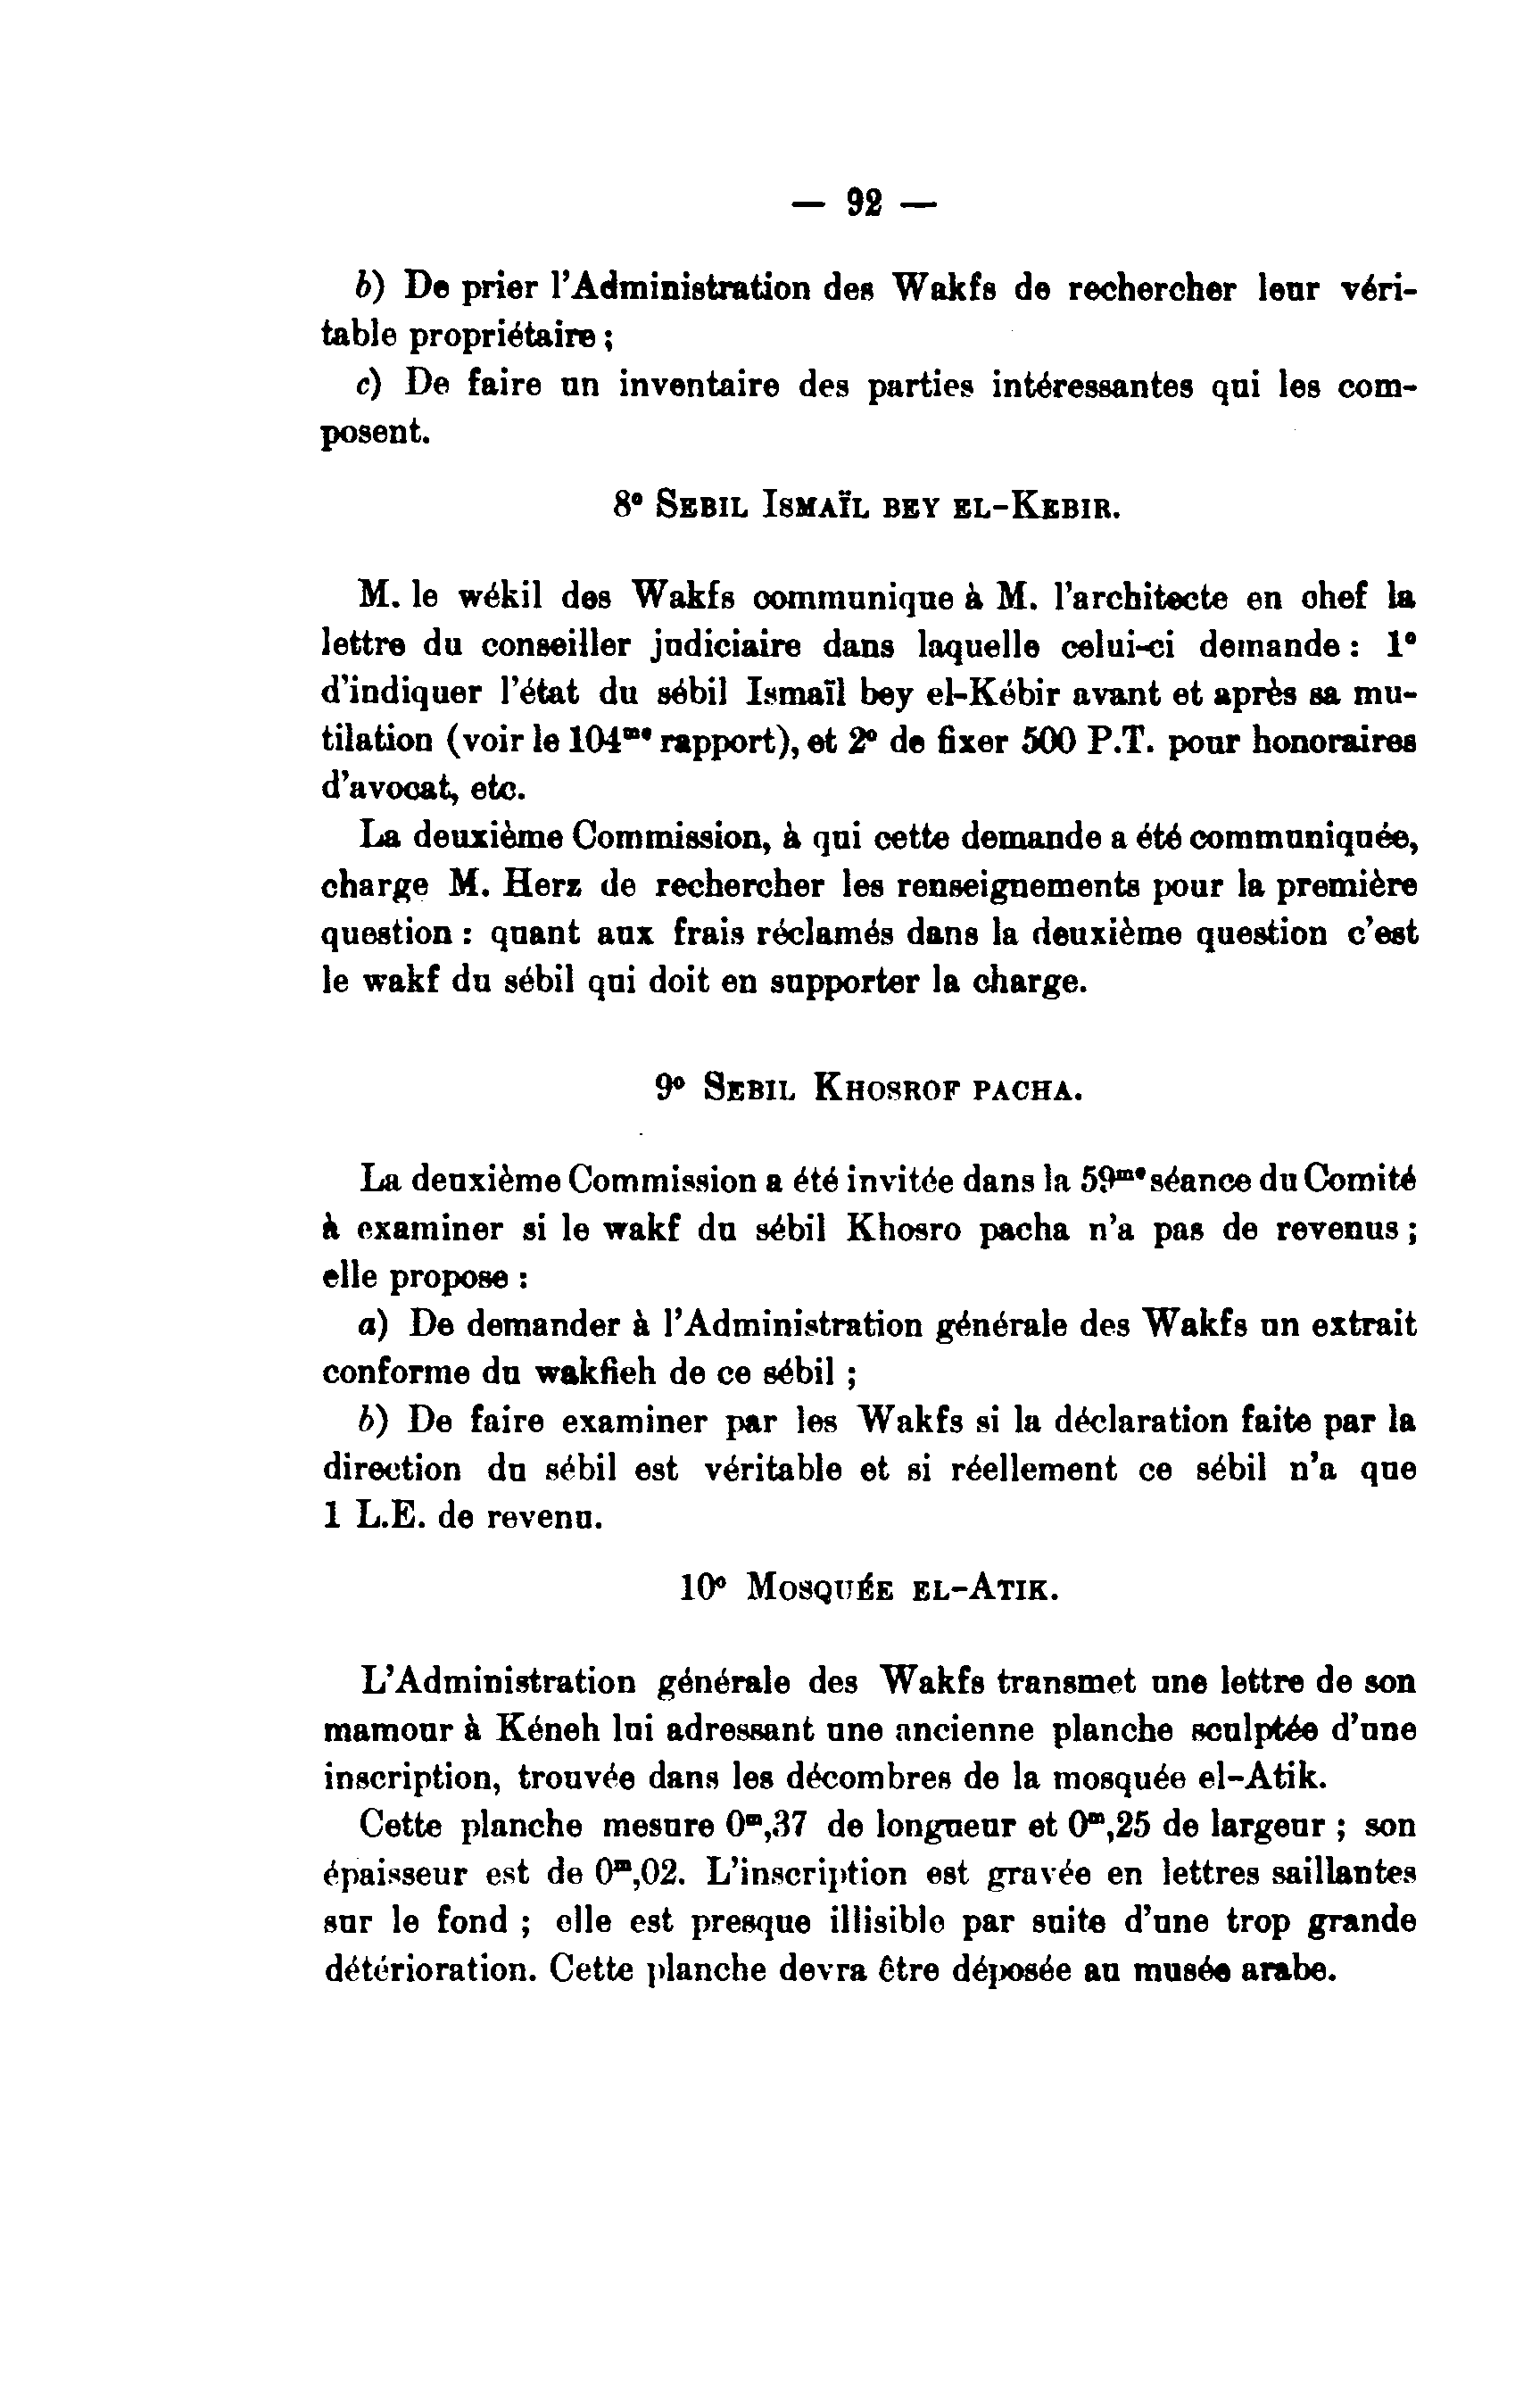 — 92 —
b) De prier l'Administration des Wakfs de rechercher leur véri-
table propriétaire ;
c) De faire un inventaire des parties intéressantes qui les com-
posent.
8° SEBIL ISMAÏL BEY EL-KEBIR.
M. le wékil des Wakfs communique à M. l'architecte en chef la
lettre du conseiller judiciaire dans laquelle celui-ci demande : 1°
d'indiquer l'état du sébil Ismaïl bey el-Kébir avant et après sa mu-
tilation (voir le 104me rapport), et 2° de fixer 500 P.T. pour honoraires
d'avocat, etc.
La deuxième Commission, à qui cette demande a été communiquée,
charge M. Herz de rechercher les renseignements pour la première
question : quant aux frais réclamés dans la deuxième question c'est
le wakf du sébil qui doit en supporter la charge.
9° SEBIL KHOSROF PACHA.
La deuxième Commission a été invitée dans la 59me séance du Comité
à examiner si le wakf du sébil Khosro pacha n'a pas de revenus ;
elle propose :
a) De demander à l'Administration générale des Wakfs un extrait
conforme du wakfieh de ce sébil ;
b) De faire examiner par les Wakfs si la déclaration faite par la
direction du sébil est véritable et si réellement ce sébil n'a que
1 L.E. de revenu.
10° MOSQUÉE EL-ATIK.
L'Administration générale des Wakfs transmet une lettre de son
mamour à Kéneh lui adressant une ancienne planche sculptée d'une
inscription, trouvée dans les décombres de la mosquée el-Atik.
Cette planche mesure 0m,37 de longueur et 0m,25 de largeur ; son
épaisseur est de 0m,02. L'inscription est gravée en lettres saillantes
sur le fond ; elle est presque illisible par suite d'une trop grande
détérioration. Cette planche devra être déposée au musée arabe.